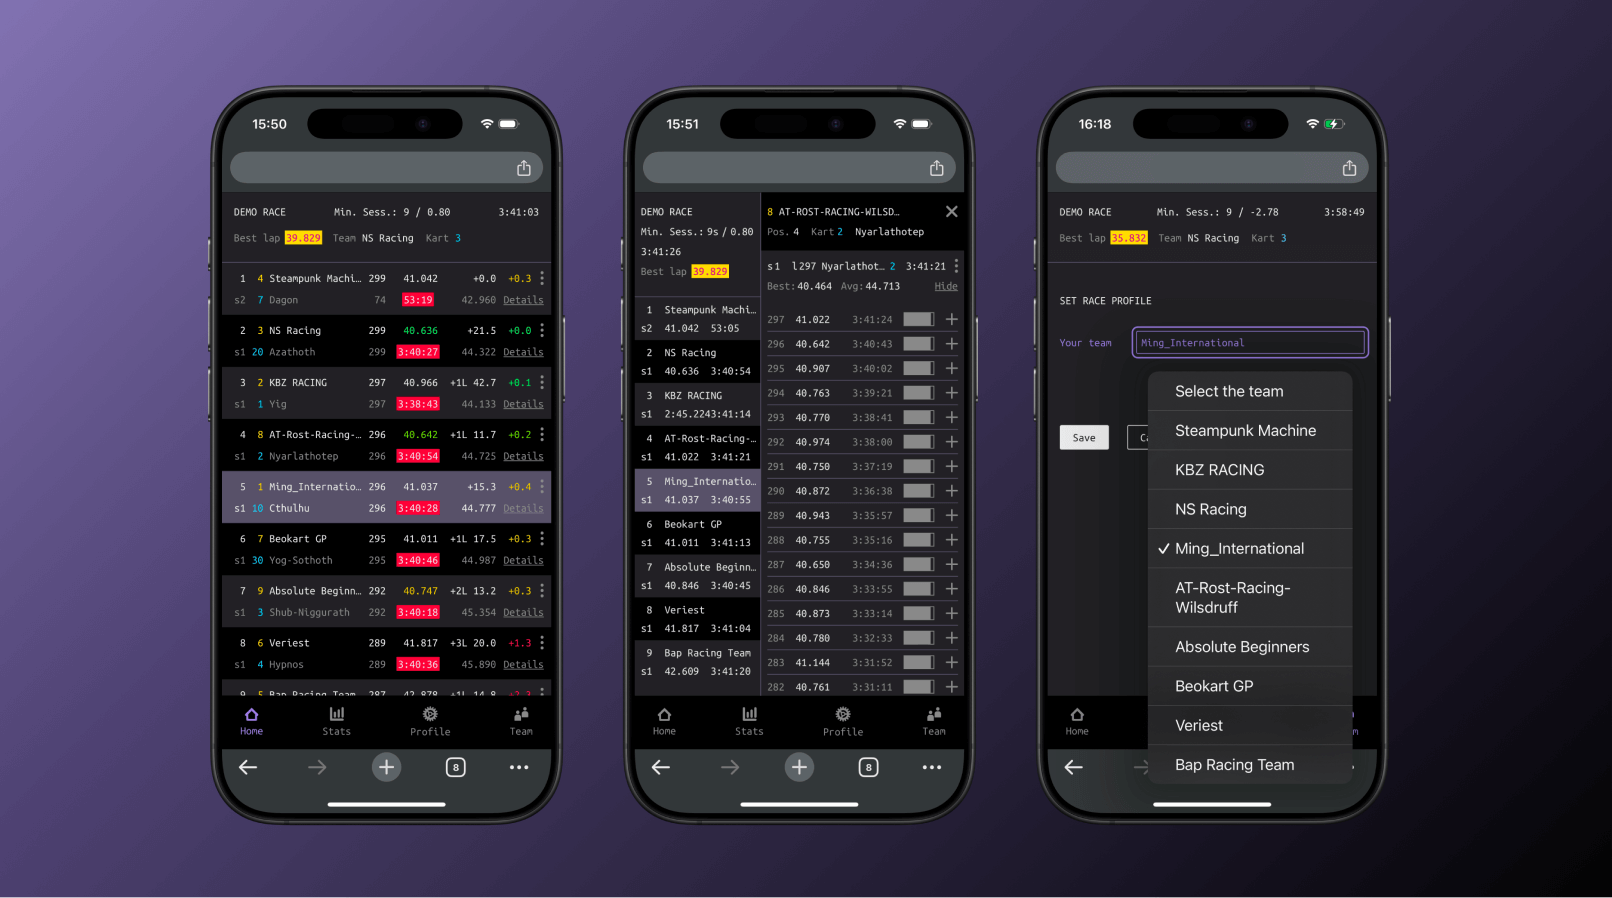 15:50
DEMO RACE Min. Sess.: 9 / 0.80 3:41:03
Best lap 39.829 Team NS Racing Kart 3
1 4 Steampunk Machi… 299 41.042 +0.0 +0.3
s2 7 Dagon 74 53:19 42.960 Details
2 3 NS Racing 299 40.636 +21.5 +0.0
s1 20 Azathoth 299 3:40:27 44.322 Details
3 2 KBZ RACING 297 40.966 +1L 42.7 +0.1
s1 1 Yig 297 3:38:43 44.133 Details
4 8 AT-Rost-Racing-… 296 40.642 +1L 11.7 +0.2
s1 2 Nyarlathotep 296 3:40:54 44.725 Details
5 1 Ming_Internatio… 296 41.037 +15.3 +0.4
s1 10 Cthulhu 296 3:40:28 44.777 Details
6 7 Beokart GP 295 41.011 +1L 17.5 +0.3
s1 30 Yog-Sothoth 295 3:40:46 44.987 Details
7 9 Absolute Beginn… 292 40.747 +2L 13.2 +0.3
s1 3 Shub-Niggurath 292 3:40:18 45.354 Details
8 6 Veriest 289 41.817 +3L 20.0 +1.3
s1 4 Hypnos 289 3:40:36 45.890 Details
9 5 Bap Racing Team 287 42.878 +1L 14.8 +2.3
Home Stats Profile Team
8
15:51
DEMO RACE
Min. Sess.: 9s / 0.80
3:41:26
Best lap 39.829
1 Steampunk Machi…
s2 41.042 53:05
2 NS Racing
s1 40.636 3:40:54
3 KBZ RACING
s1 2:45.2243:41:14
4 AT-Rost-Racing-…
s1 41.022 3:41:21
5 Ming_Internatio…
s1 41.037 3:40:55
6 Beokart GP
s1 41.011 3:41:13
7 Absolute Beginn…
s1 40.846 3:40:45
8 Veriest
s1 41.817 3:41:04
9 Bap Racing Team
s1 42.609 3:41:20
8 AT-ROST-RACING-WILSD…
Pos. 4 Kart 2 Nyarlathotep
s1 l297 Nyarlathot… 2 3:41:21
Best: 40.464 Avg: 44.713 Hide
297 41.022 3:41:24
296 40.642 3:40:43
295 40.907 3:40:02
294 40.763 3:39:21
293 40.770 3:38:41
292 40.974 3:38:00
291 40.750 3:37:19
290 40.872 3:36:38
289 40.943 3:35:57
288 40.755 3:35:16
287 40.650 3:34:36
286 40.846 3:33:55
285 40.873 3:33:14
284 40.780 3:32:33
283 41.144 3:31:52
282 40.761 3:31:11
Home Stats Profile Team
8
16:18
DEMO RACE Min. Sess.: 9 / -2.78 3:58:49
Best lap 35.832 Team NS Racing Kart 3
SET RACE PROFILE
Your team Ming_International
Save Ca
Select the team
Steampunk Machine
KBZ RACING
NS Racing
Ming_International
AT-Rost-Racing-
Wilsdruff
Absolute Beginners
Beokart GP
Veriest
Bap Racing Team
Home